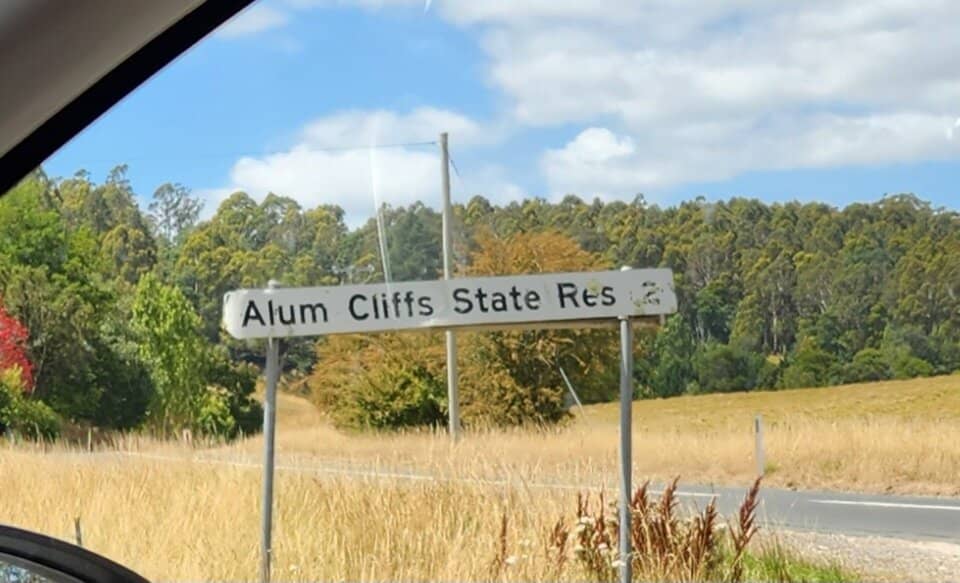 Alum Cliffs State Res 2